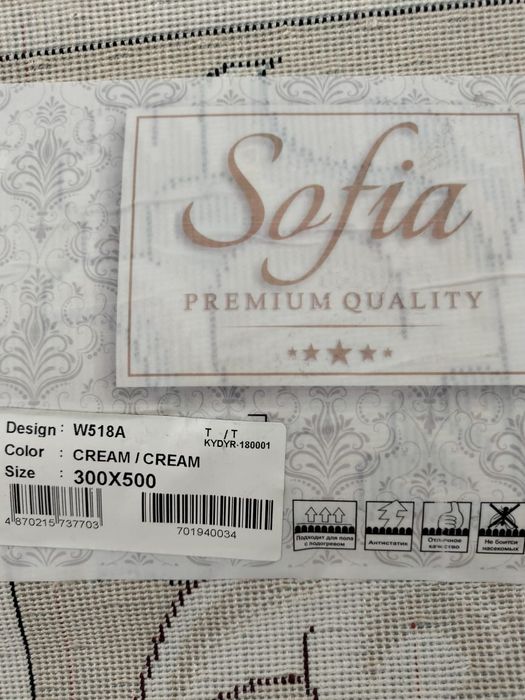 Sofia
PREMIUM QUALITY
Design : W518A
T / T
KYDYR-180001
Color : CREAM / CREAM
Size : 300X500
4 870215 737703
701940034
Подходит для пола
с подогревом
Антистатик
Отличное
качество
Не боится
насекомых